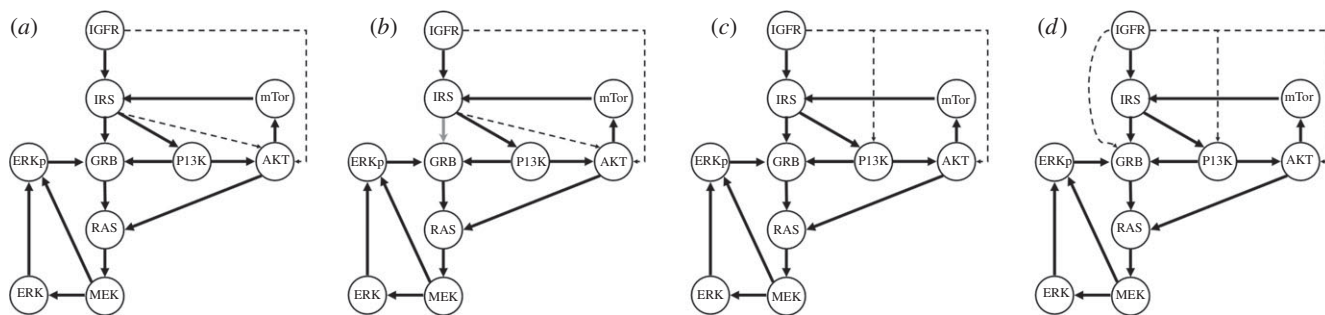 (a)
IGFR
IRS
mTor
ERKp
GRB
P13K
AKT
RAS
ERK
MEK
(b)
IGFR
IRS
mTor
ERKp
GRB
P13K
AKT
RAS
ERK
MEK
(c)
IGFR
IRS
mTor
ERKp
GRB
P13K
AKT
RAS
ERK
MEK
(d)
IGFR
IRS
mTor
ERKp
GRB
P13K
AKT
RAS
ERK
MEK